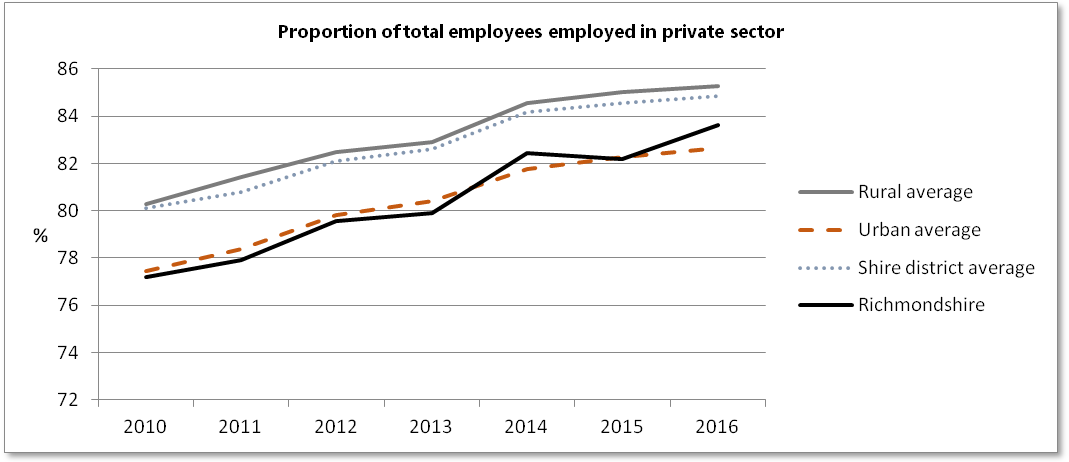 Proportion of total employees employed in private sector
86
84
82
80
78
76
74
72
%
2010 2011 2012 2013 2014 2015 2016
Rural average
Urban average
Shire district average
Richmondshire